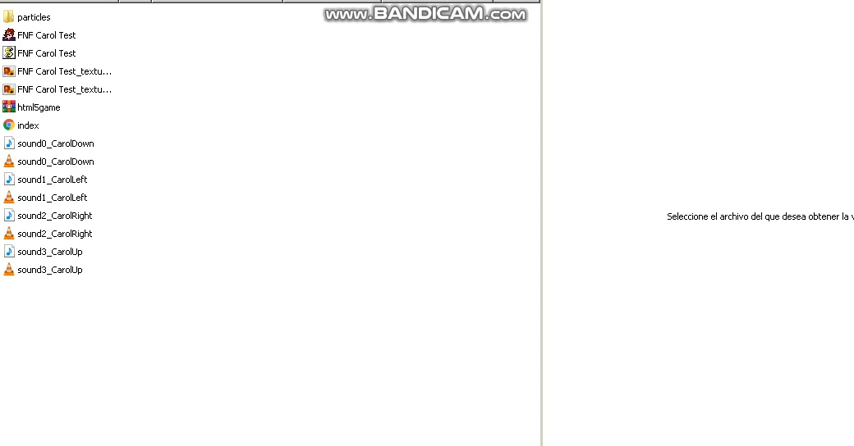 www.BANDICAM.com
particles
FNF Carol Test
FNF Carol Test
FNF Carol Test_textu...
FNF Carol Test_textu...
html5game
index
sound0_CarolDown
sound0_CarolDown
sound1_CarolLeft
sound1_CarolLeft
sound2_CarolRight
sound2_CarolRight
sound3_CarolUp
sound3_CarolUp
Seleccione el archivo del que desea obtener la v